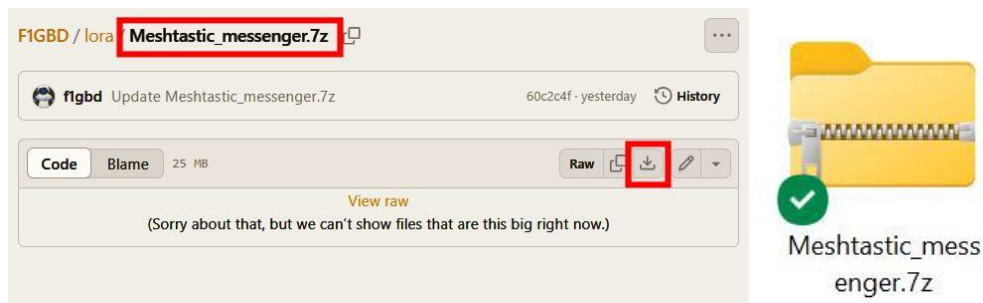 F1GBD / lora / Meshtastic_messenger.7z
...
f1gbd Update Meshtastic_messenger.7z 60c2c4f · yesterday History
Code Blame 25 MB Raw
View raw
(Sorry about that, but we can't show files that are this big right now.)
Meshtastic_mess
enger.7z